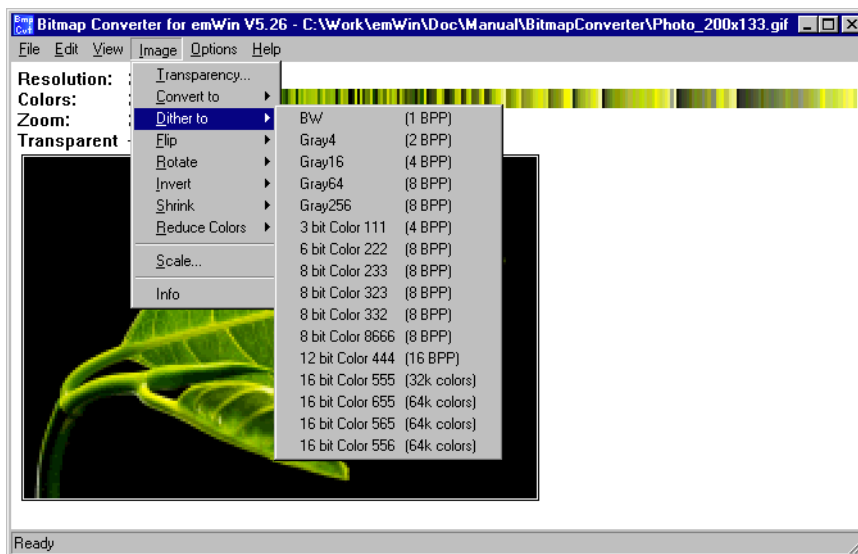 Bitmap Converter for emWin V5.26 - C:\Work\emWin\Doc\Manual\BitmapConverter\Photo_200x133.gif
File Edit View Image Options Help
Resolution:
Colors:
Zoom:
Transparent
Transparency...
Convert to
Dither to
Flip
Rotate
Invert
Shrink
Reduce Colors
Scale...
Info
BW (1 BPP)
Gray4 (2 BPP)
Gray16 (4 BPP)
Gray64 (8 BPP)
Gray256 (8 BPP)
3 bit Color 111 (4 BPP)
6 bit Color 222 (8 BPP)
8 bit Color 233 (8 BPP)
8 bit Color 323 (8 BPP)
8 bit Color 332 (8 BPP)
8 bit Color 8666 (8 BPP)
12 bit Color 444 (16 BPP)
16 bit Color 555 (32k colors)
16 bit Color 655 (64k colors)
16 bit Color 565 (64k colors)
16 bit Color 556 (64k colors)
Ready